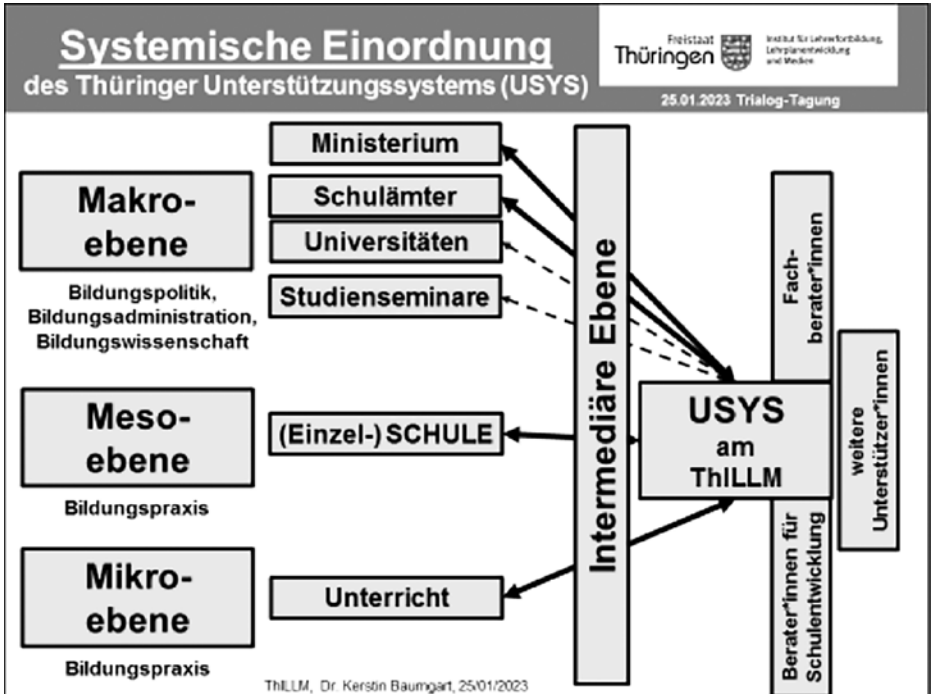 Systemische Einordnung
des Thüringer Unterstützungssystems (USYS)
Freistaat
Thüringen
Institut für Lehrerfortbildung,
Lehrplanentwicklung
und Medien
25.01.2023 Trialog-Tagung
Makro-
ebene
Bildungspolitik,
Bildungsadministration,
Bildungswissenschaft
Ministerium
Schulämter
Universitäten
Studienseminare
Meso-
ebene
Bildungspraxis
(Einzel-) SCHULE
Mikro-
ebene
Bildungspraxis
Unterricht
Intermediäre Ebene
USYS
am
ThILLM
Fach-
berater*innen
weitere
Unterstützer*innen
Berater*innen für
Schulentwicklung
ThILLM, Dr. Kerstin Baumgart, 25/01/2023